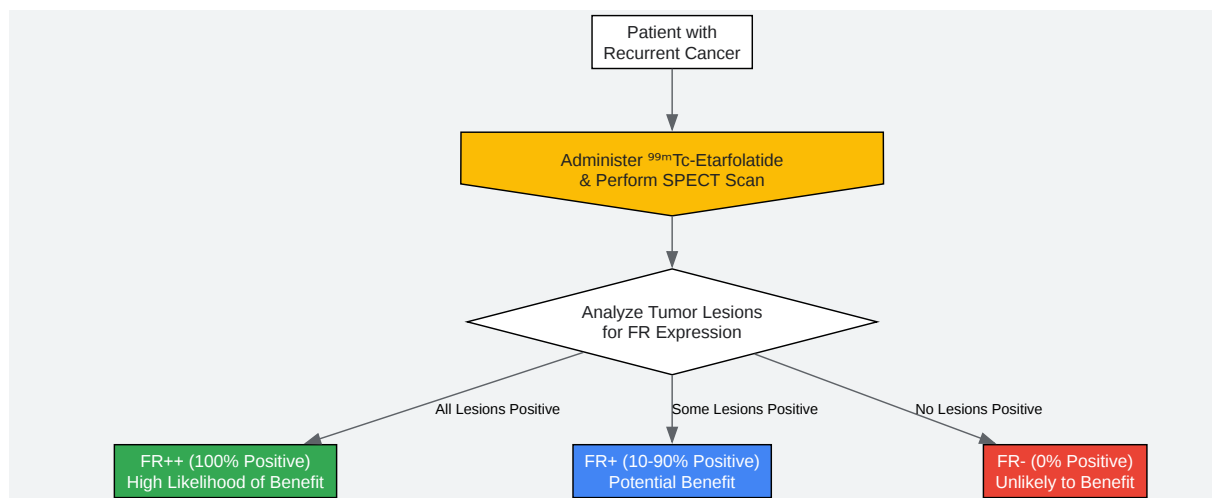 Patient with
Recurrent Cancer
Administer ⁹⁹ᵐTc-Etarfolatide
& Perform SPECT Scan
Analyze Tumor Lesions
for FR Expression
All Lesions Positive
Some Lesions Positive
No Lesions Positive
FR++ (100% Positive)
High Likelihood of Benefit
FR+ (10-90% Positive)
Potential Benefit
FR- (0% Positive)
Unlikely to Benefit